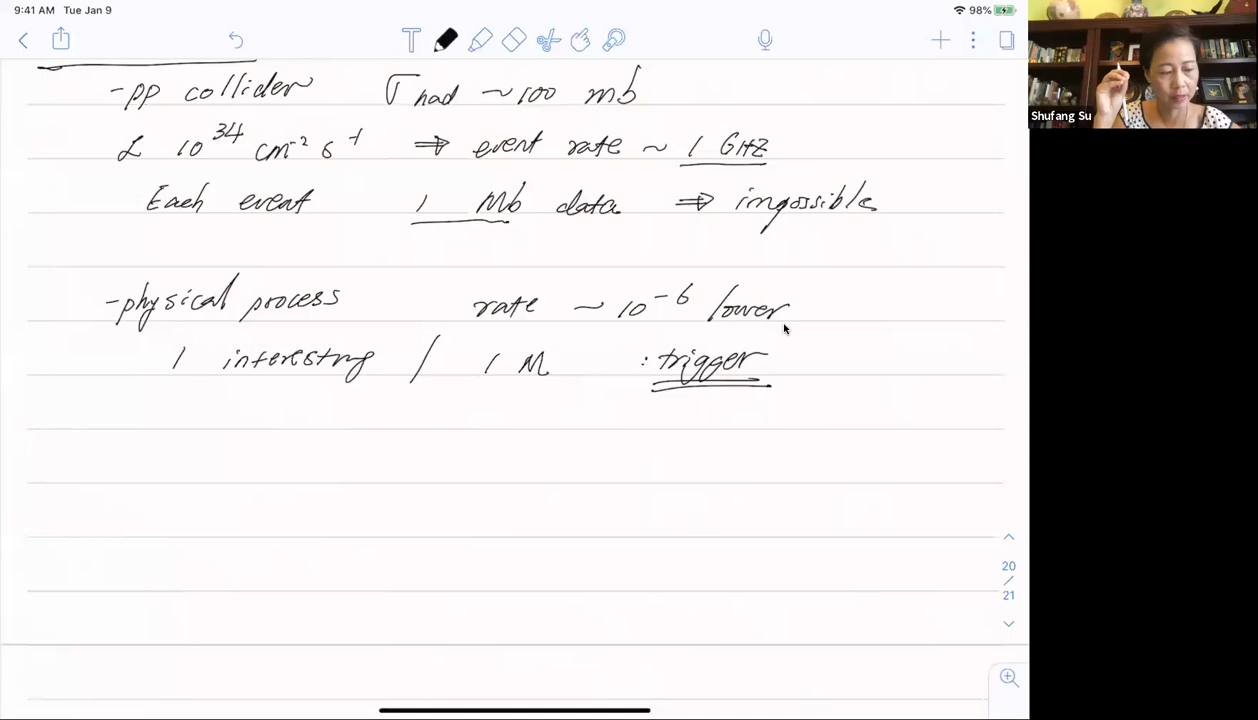 9:41 AM Tue Jan 9
98%
Shufang Su
- pp collider σ had ~ 100 mb
L 10^34 cm^-2 s^-1 ⇒ event rate ~ 1 GHz
Each event 1 Mb data ⇒ impossible
- physical process rate ~ 10^-6 lower
1 interesting / 1 M : trigger
20
/
21